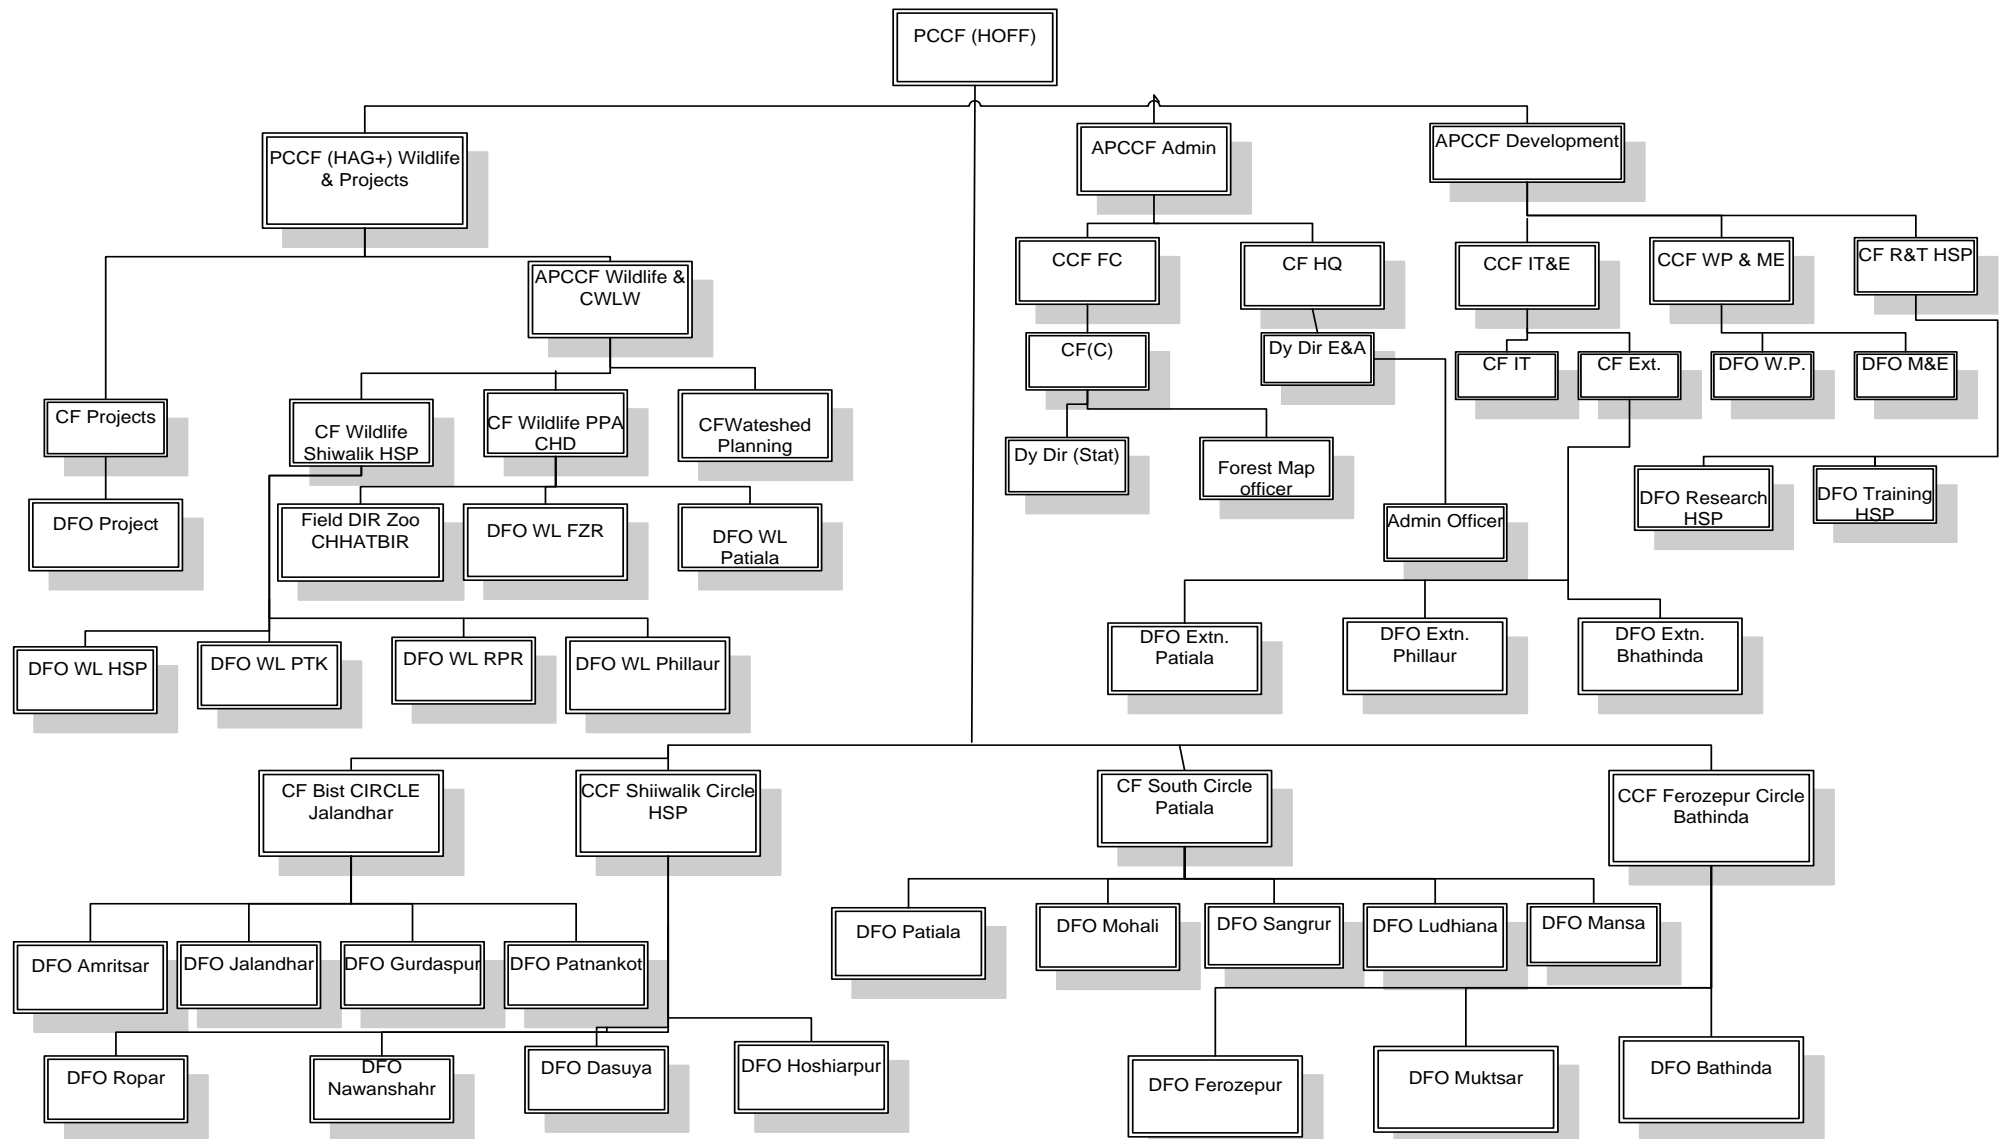 PCCF (HOFF)
PCCF (HAG+) Wildlife
& Projects
APCCF Admin
APCCF Development
CCF FC
CF HQ
CCF IT&E
CCF WP & ME
CF R&T HSP
APCCF Wildlife &
CWLW
CF(C)
Dy Dir E&A
CF IT
CF Ext.
DFO W.P.
DFO M&E
CF Projects
CF Wildlife
Shiwalik HSP
CF Wildlife PPA
CHD
CFWateshed
Planning
Dy Dir (Stat)
Forest Map
officer
DFO Research
HSP
DFO Training
HSP
DFO Project
Field DIR Zoo
CHHATBIR
DFO WL FZR
DFO WL
Patiala
Admin Officer
DFO WL HSP
DFO WL PTK
DFO WL RPR
DFO WL Phillaur
DFO Extn.
Patiala
DFO Extn.
Phillaur
DFO Extn.
Bhathinda
CF Bist CIRCLE
Jalandhar
CCF Shiiwalik Circle
HSP
CF South Circle
Patiala
CCF Ferozepur Circle
Bathinda
DFO Patiala
DFO Mohali
DFO Sangrur
DFO Ludhiana
DFO Mansa
DFO Amritsar
DFO Jalandhar
DFO Gurdaspur
DFO Patnankot
DFO Ropar
DFO
Nawanshahr
DFO Dasuya
DFO Hoshiarpur
DFO Ferozepur
DFO Muktsar
DFO Bathinda